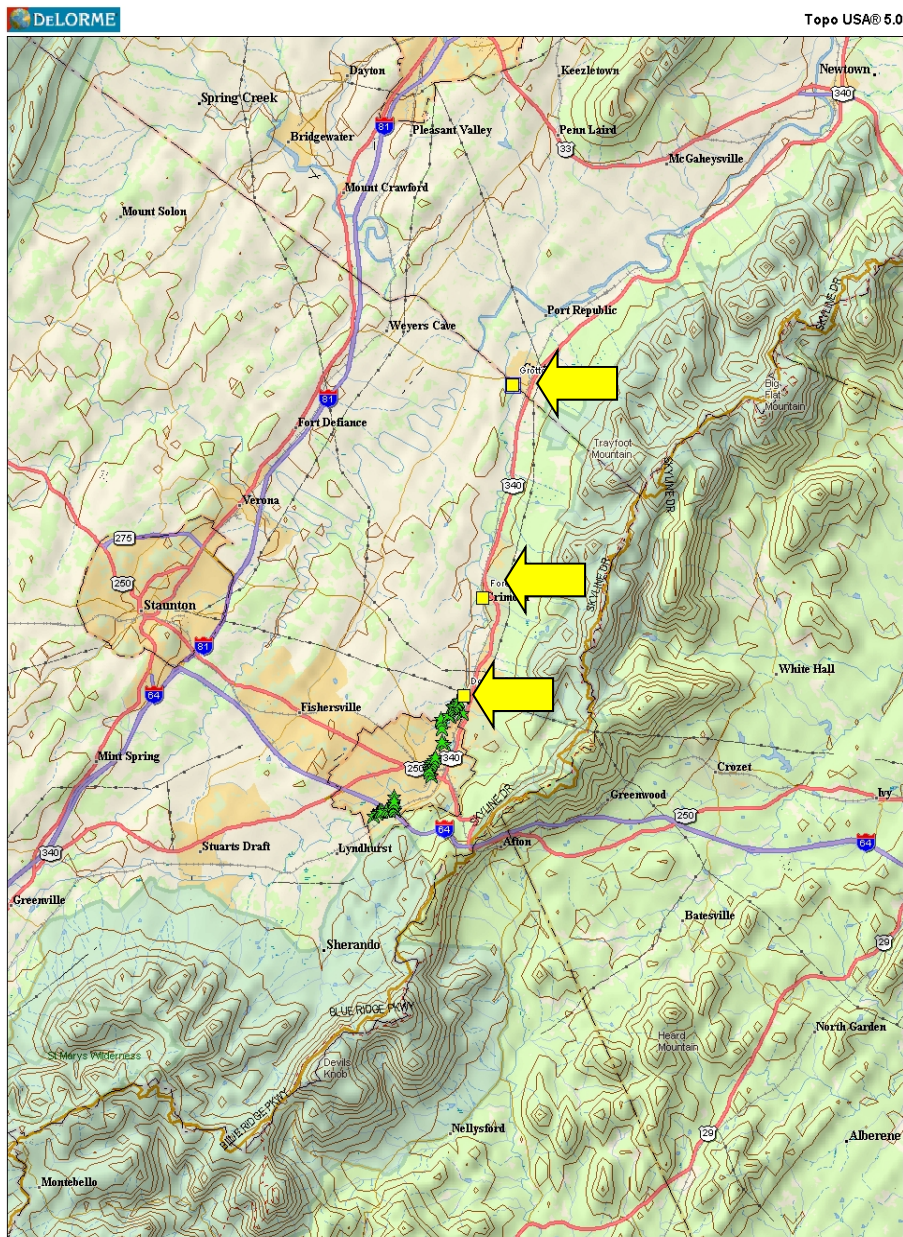 DELORME
Topo USA® 5.0
Dayton
Keezletown
Newtown
Spring Creek
340
81
Pleasant Valley
Penn Laird
Bridgewater
33
McGaheysville
Mount Crawford
Mount Solon
SKYLINE DR
Port Republic
Weyers Cave
Big
Flat
Mountain
81
Fort Defiance
Trayfoot
Mountain
SKYLINE DR
340
Verona
275
SKYLINE DR
250
Staunton
81
White Hall
64
Fishersville
Mint Spring
340
250
Crozet
SKYLINE DR
Greenwood
Ivy
250
64
Afton
64
340
Stuarts Draft
Lyndhurst
Greenville
Batesville
Sherando
29
BLUE RIDGE PKWY
North Garden
Heard
Mountain
St Marys Wilderness
Devils
Knob
BLUE RIDGE PKWY
Nellysford
29
Alberene
Montebello